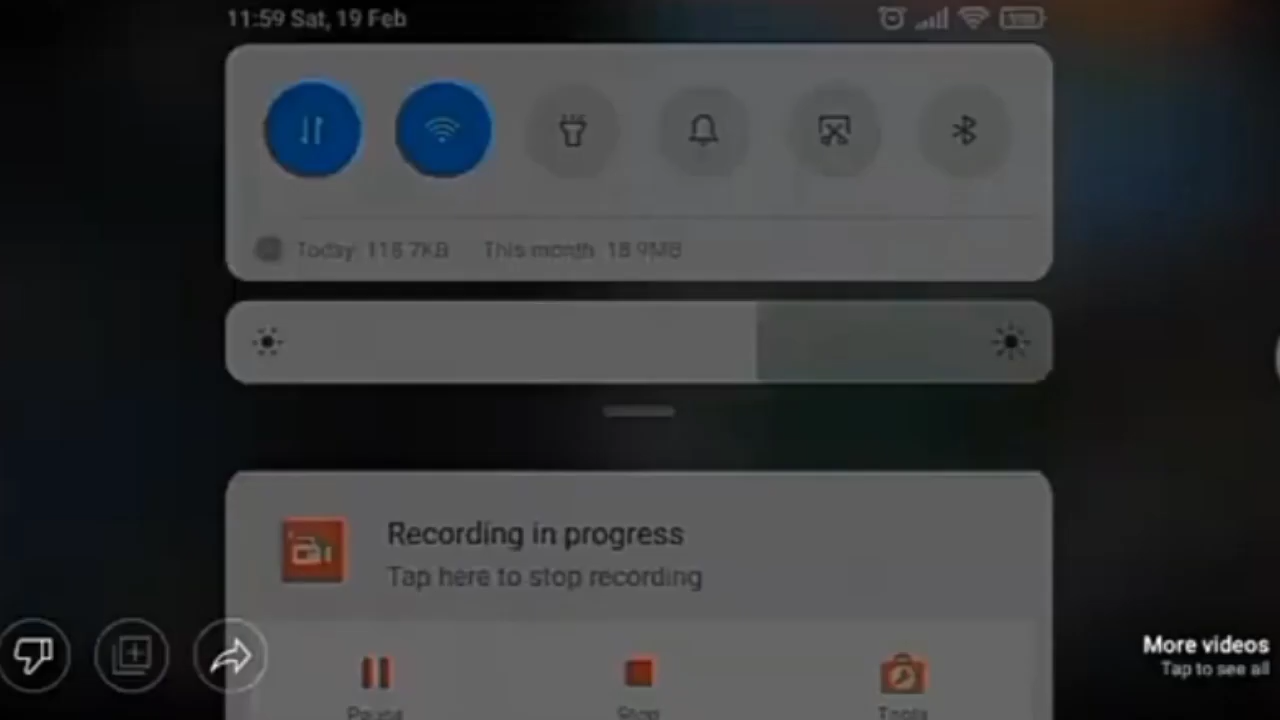 11:59 Sat, 19 Feb
Today: 118.7KB This month: 18.9MB
Recording in progress
Tap here to stop recording
More videos
Tap to see all
Pause Stop Tools